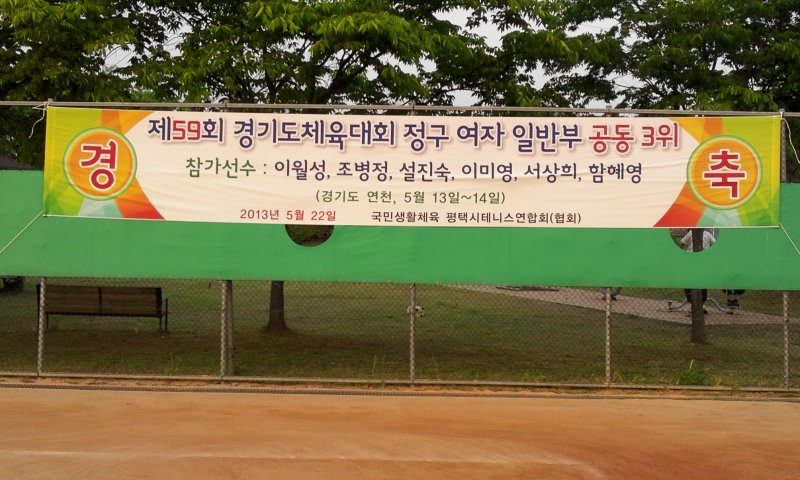 경 제59회 경기도체육대회 정구 여자 일반부 공동 3위 축
참가선수 : 이월성, 조병정, 설진숙, 이미영, 서상희, 함혜영
(경기도 연천, 5월 13일~14일)
2013년 5월 22일 국민생활체육 평택시테니스연합회(협회)